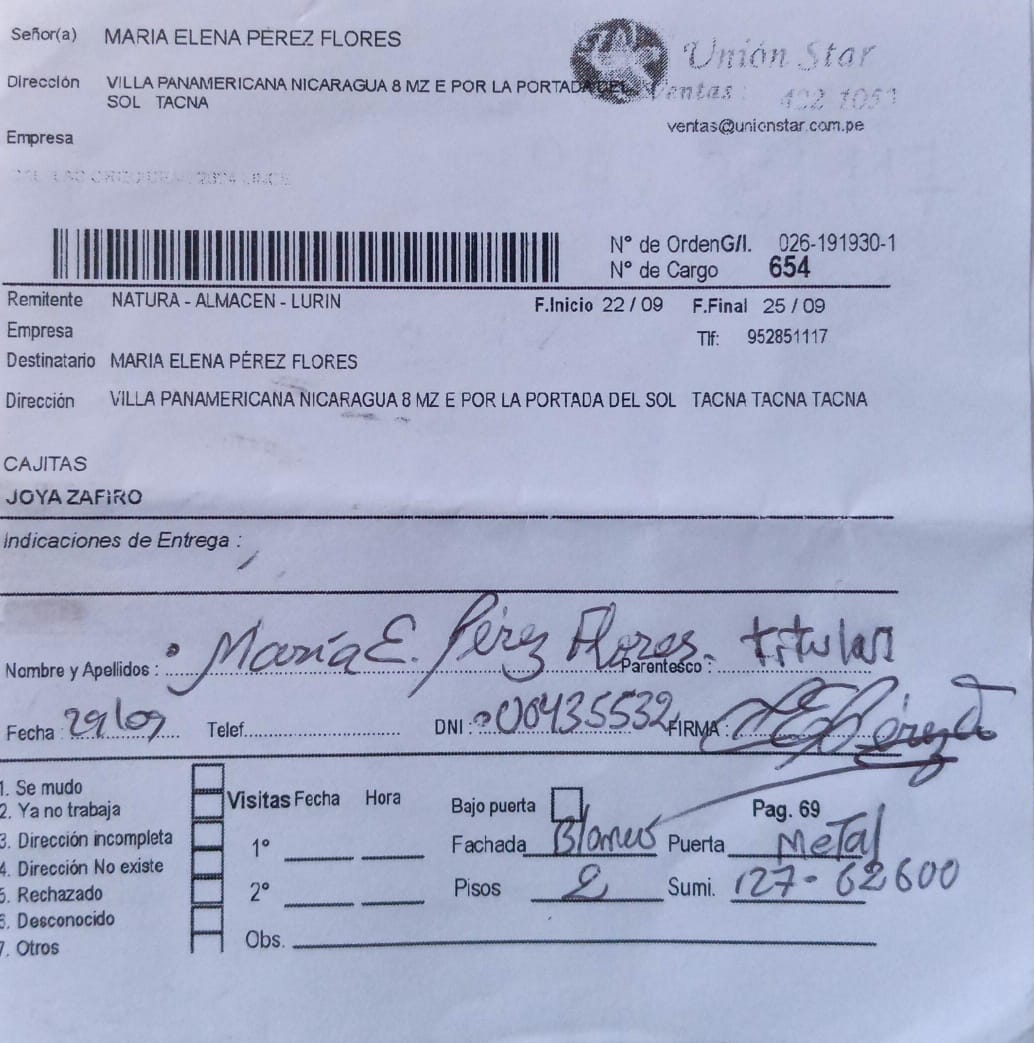 Señor(a) MARIA ELENA PÉREZ FLORES
STAR Unión Star
Dirección VILLA PANAMERICANA NICARAGUA 8 MZ E POR LA PORTADA DEL
SOL TACNA
Ventas: 422 1053
ventas@unionstar.com.pe
Empresa
N° de OrdenG/I. 026-191930-1
N° de Cargo 654
Remitente NATURA - ALMACEN - LURIN F.Inicio 22 / 09 F.Final 25 / 09
Empresa Tlf: 952851117
Destinatario MARIA ELENA PÉREZ FLORES
Dirección VILLA PANAMERICANA NICARAGUA 8 MZ E POR LA PORTADA DEL SOL TACNA TACNA TACNA
CAJITAS
JOYA ZAFIRO
Indicaciones de Entrega :
Nombre y Apellidos : María E. Pérez Flores. Parentesco : titular
Fecha : 29/09 Telef. DNI : 00435532 FIRMA :
1. Se mudo
2. Ya no trabaja
3. Dirección incompleta
4. Dirección No existe
5. Rechazado
6. Desconocido
7. Otros
Visitas Fecha Hora
1°
2°
Obs.
Bajo puerta Pag. 69
Fachada Blanco Puerta Metal
Pisos 2 Sumi. 127-62600